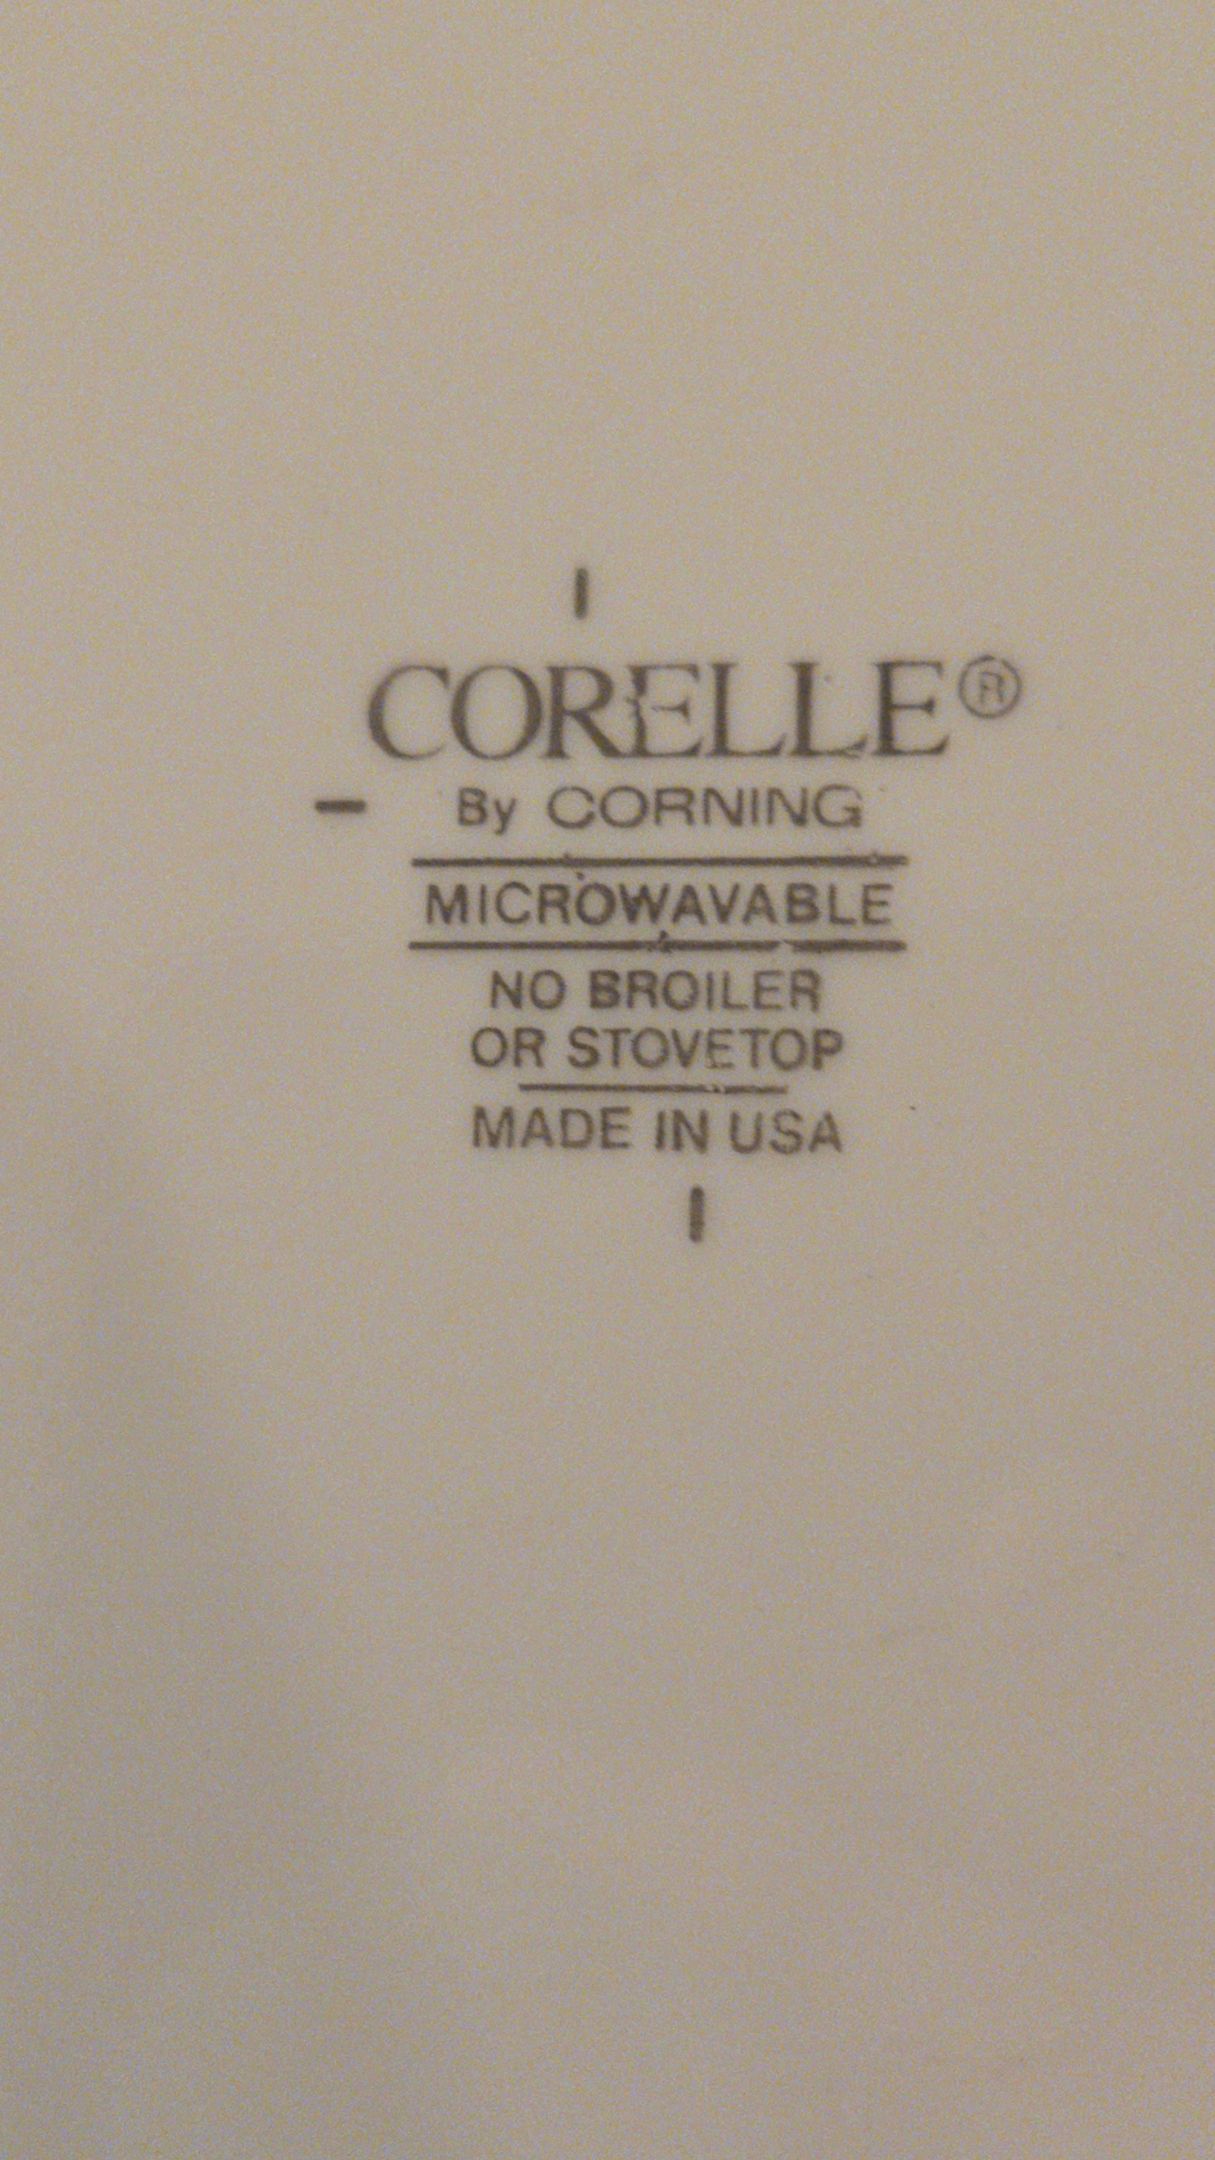 CORELLE®
By CORNING
MICROWAVABLE
NO BROILER
OR STOVETOP
MADE IN USA